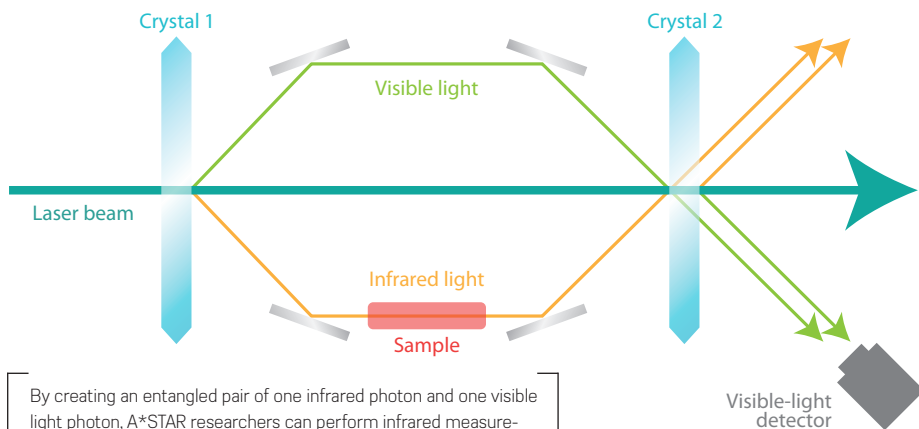 Crystal 1
Crystal 2
Visible light
Laser beam
Infrared light
Sample
By creating an entangled pair of one infrared photon and one visible
light photon, A*STAR researchers can perform infrared measure-
Visible-light
detector